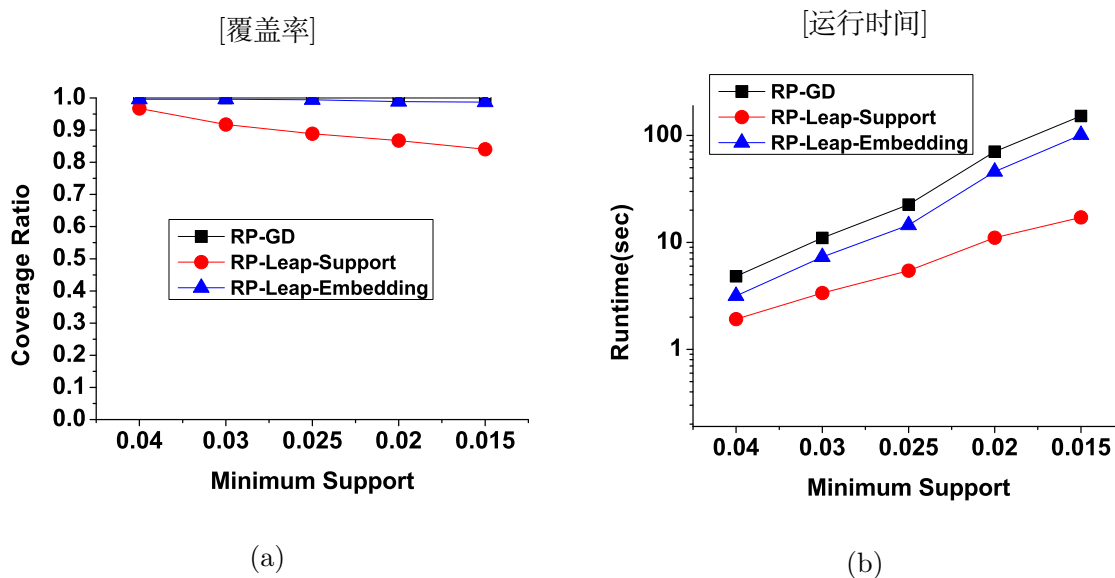 [覆盖率]
1.0
0.9
0.8
0.7
0.6
0.5
0.4
0.3
0.2
0.1
0.0
Coverage Ratio
RP-GD
RP-Leap-Support
RP-Leap-Embedding
0.04 0.03 0.025 0.02 0.015
Minimum Support
(a)
[运行时间]
RP-GD
RP-Leap-Support
RP-Leap-Embedding
100
10
1
Runtime(sec)
0.04 0.03 0.025 0.02 0.015
Minimum Support
(b)